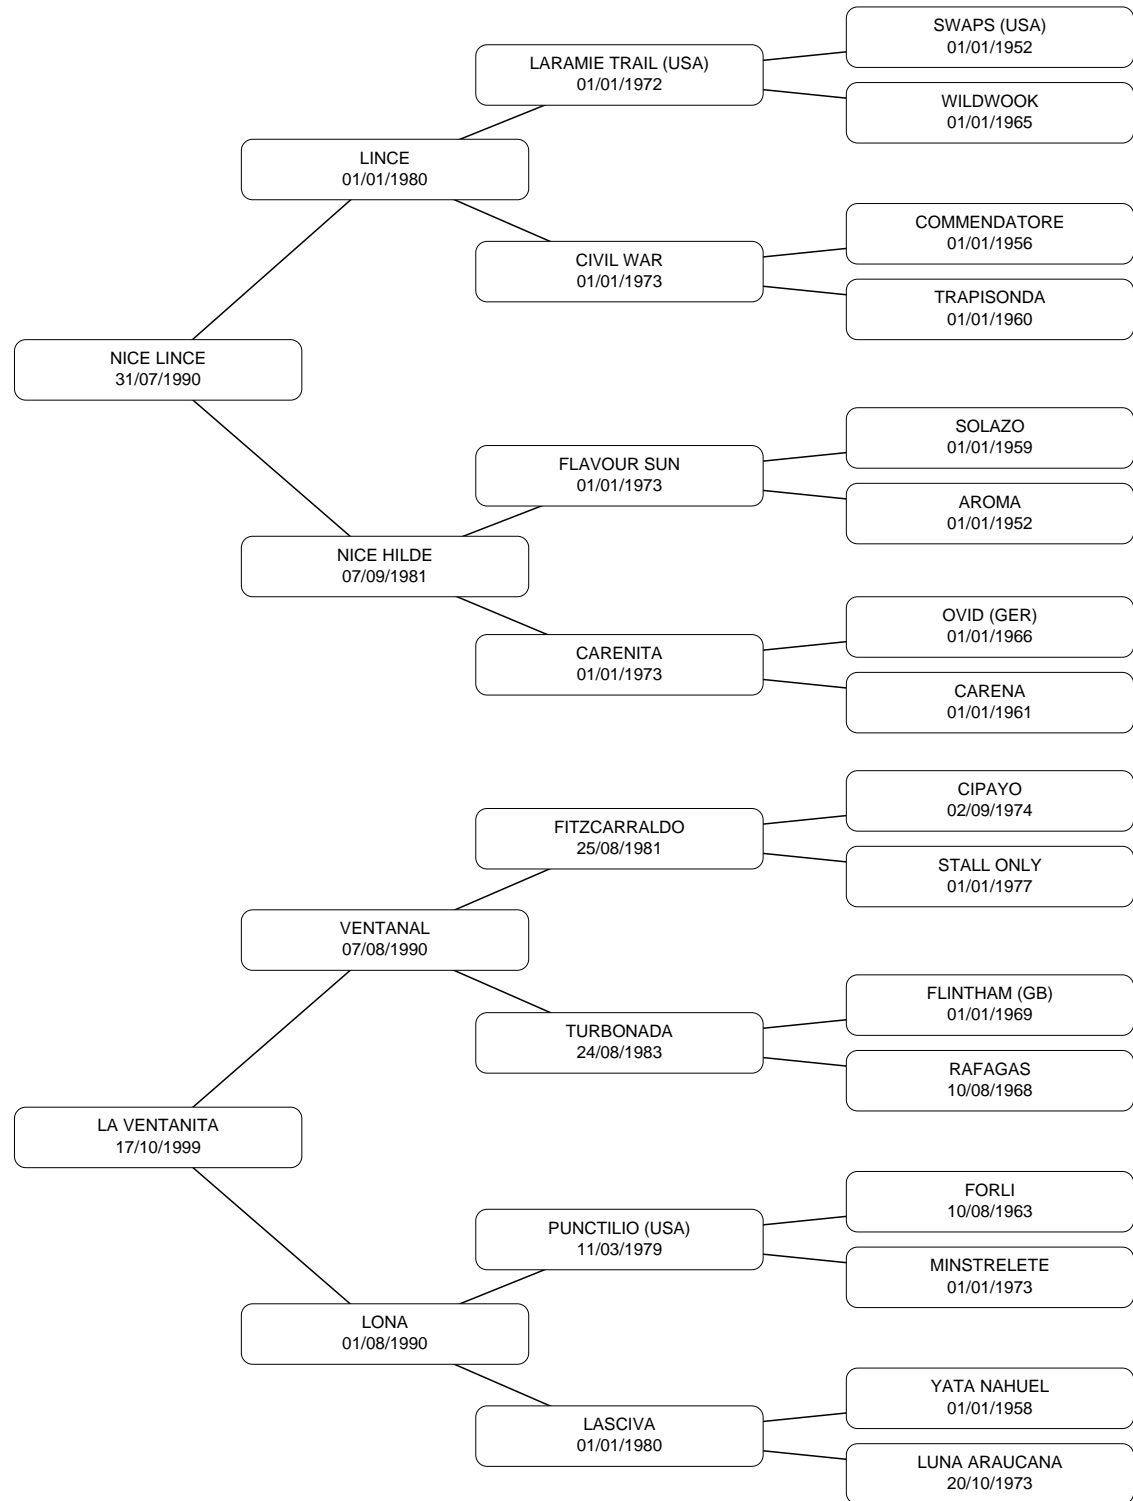 SWAPS (USA)
01/01/1952
LARAMIE TRAIL (USA)
01/01/1972
WILDWOOK
01/01/1965
LINCE
01/01/1980
COMMENDATORE
01/01/1956
CIVIL WAR
01/01/1973
TRAPISONDA
01/01/1960
NICE LINCE
31/07/1990
SOLAZO
01/01/1959
FLAVOUR SUN
01/01/1973
AROMA
01/01/1952
NICE HILDE
07/09/1981
OVID (GER)
01/01/1966
CARENITA
01/01/1973
CARENA
01/01/1961
CIPAYO
02/09/1974
FITZCARRALDO
25/08/1981
STALL ONLY
01/01/1977
VENTANAL
07/08/1990
FLINTHAM (GB)
01/01/1969
TURBONADA
24/08/1983
RAFAGAS
10/08/1968
LA VENTANITA
17/10/1999
FORLI
10/08/1963
PUNCTILIO (USA)
11/03/1979
MINSTRELETE
01/01/1973
LONA
01/08/1990
YATA NAHUEL
01/01/1958
LASCIVA
01/01/1980
LUNA ARAUCANA
20/10/1973